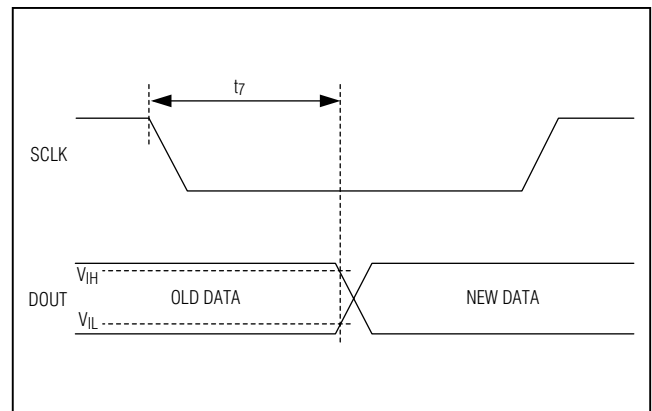 t7
SCLK
VIH
DOUT
OLD DATA
NEW DATA
VIL